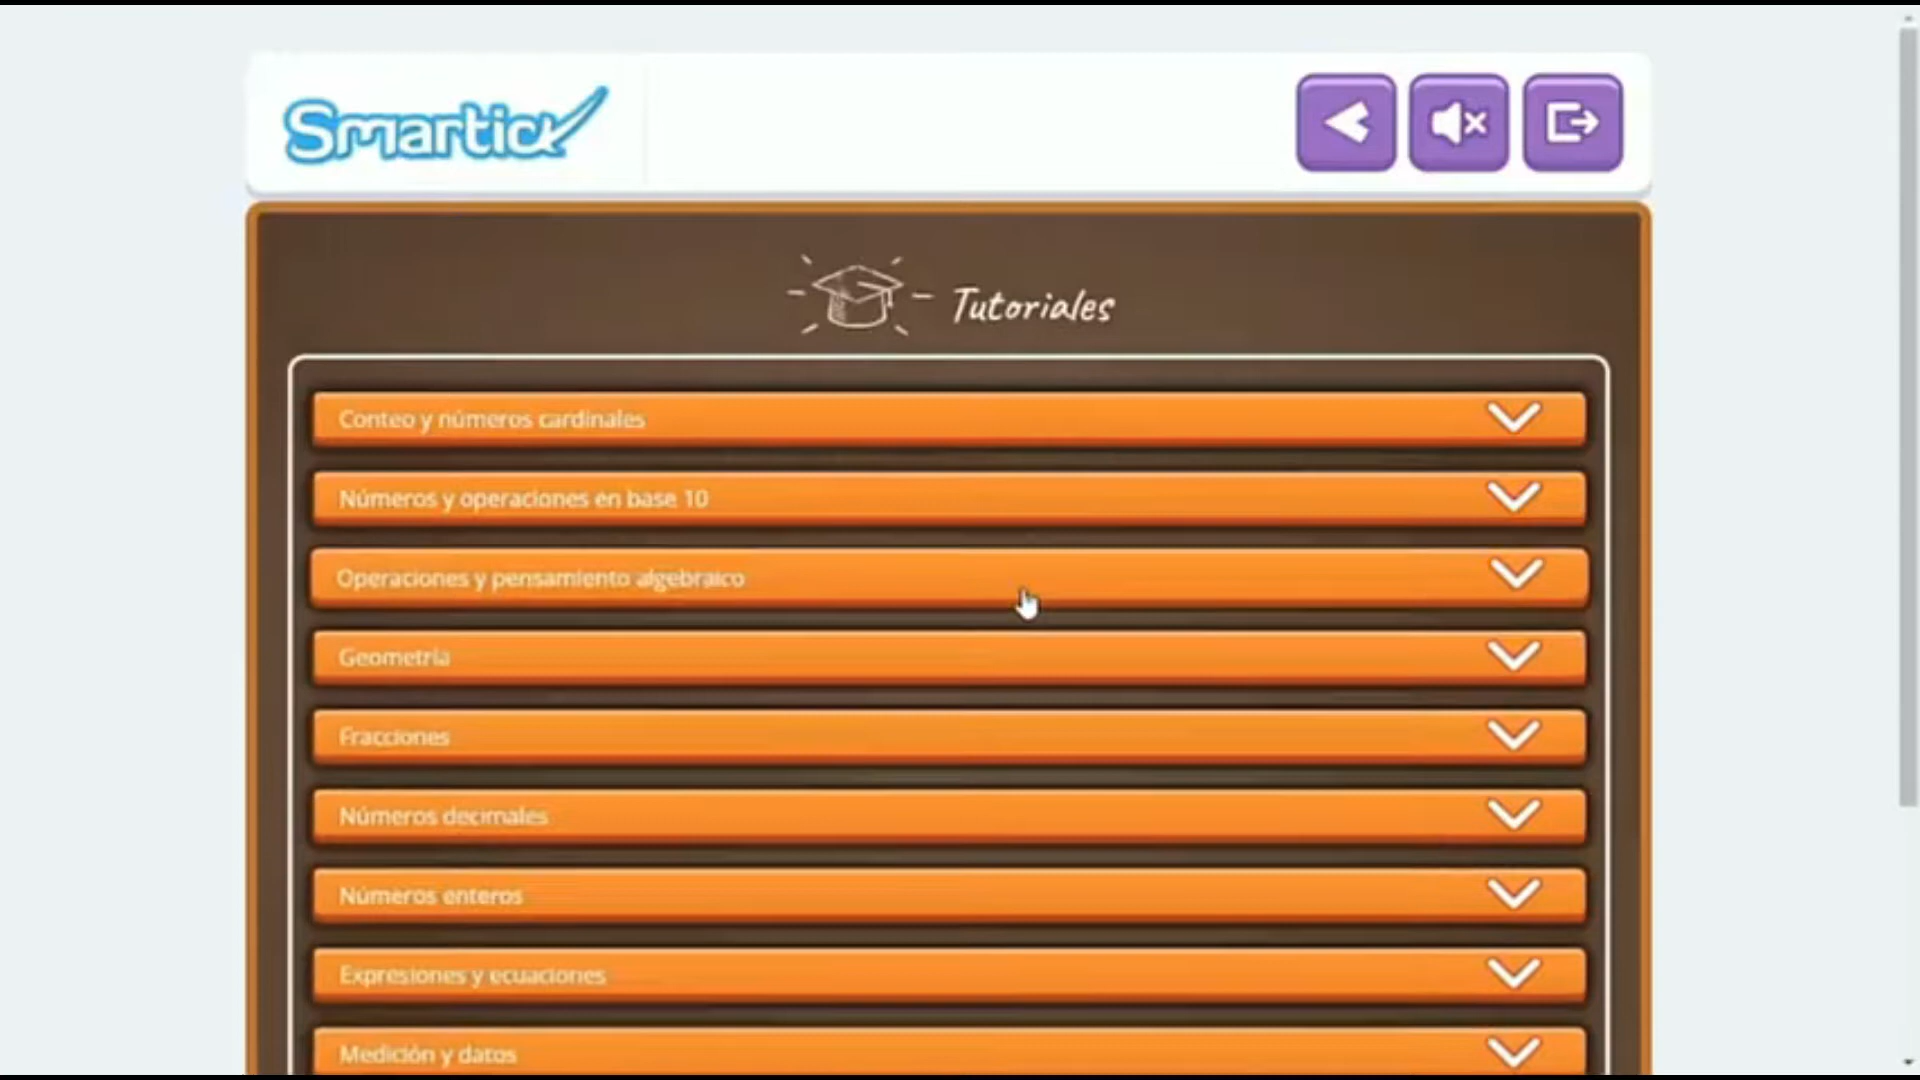 Smartick
Tutoriales
Conteo y números cardinales
Números y operaciones en base 10
Operaciones y pensamiento algebraico
Geometría
Fracciones
Números decimales
Números enteros
Expresiones y ecuaciones
Medición y datos